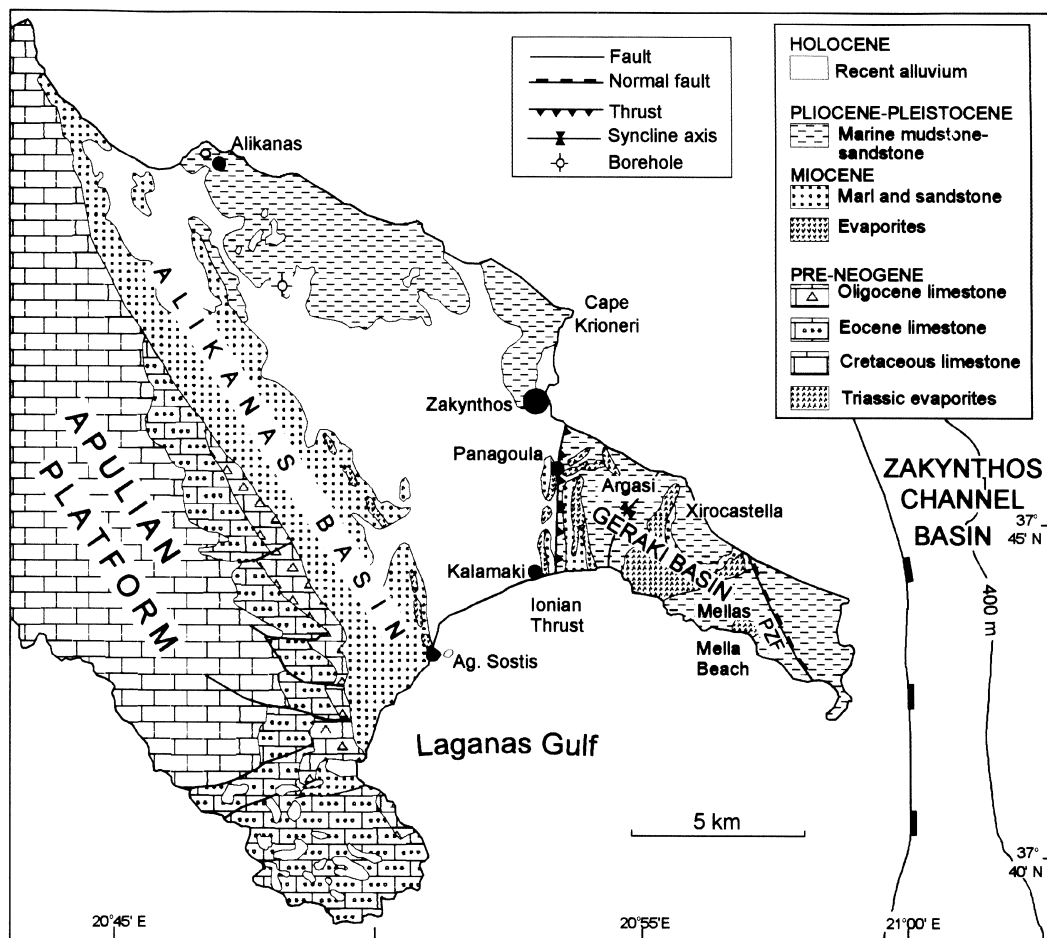 Fault
Normal fault
Thrust
Syncline axis
Borehole
HOLOCENE
Recent alluvium
PLIOCENE-PLEISTOCENE
Marine mudstone-
sandstone
MIOCENE
Marl and sandstone
Evaporites
PRE-NEOGENE
Oligocene limestone
Eocene limestone
Cretaceous limestone
Triassic evaporites
Alikanas
Cape
Krioneri
Zakynthos
Panagoula
Argasi
Xirocastella
GERAKI BASIN
Kalamaki
Ionian
Thrust
Mellas
Mella
Beach
PZF
Ag. Sostis
ALIKANAS BASIN
APULIAN
PLATFORM
ZAKYNTHOS
CHANNEL
BASIN
37°
45' N
400 m
Laganas Gulf
5 km
37°
40' N
20°45' E
20°55' E
21°00' E